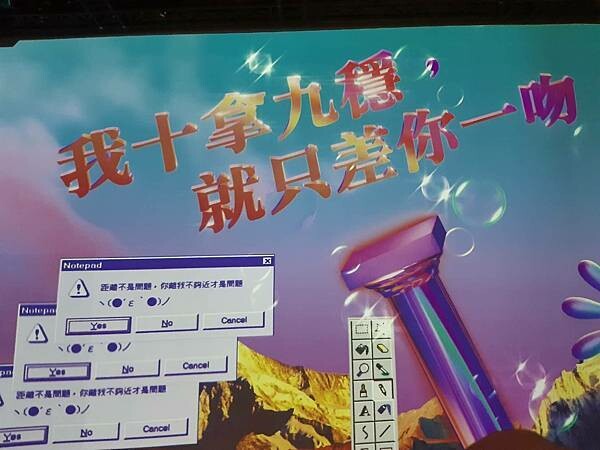 我十拿九穩，
就只差你一吻
Notepad
距離不是問題，你離我不夠近才是問題
ヽ(●´ε｀●)ノ
Yes No Cancel
Notepad
ヽ(●´ε｀●)ノ
Yes No Cancel
距離不是問題，你離我不夠近才是問題
ヽ(●´ε｀●)ノ
Yes No Cancel
A